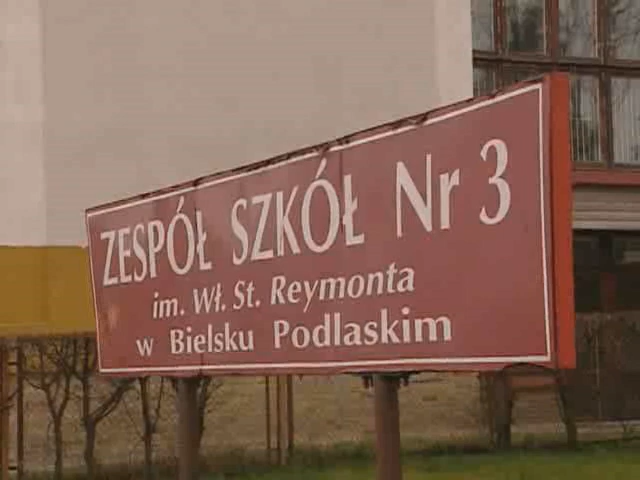 ZESPÓŁ SZKÓŁ Nr 3
im. Wł. St. Reymonta
w Bielsku Podlaskim